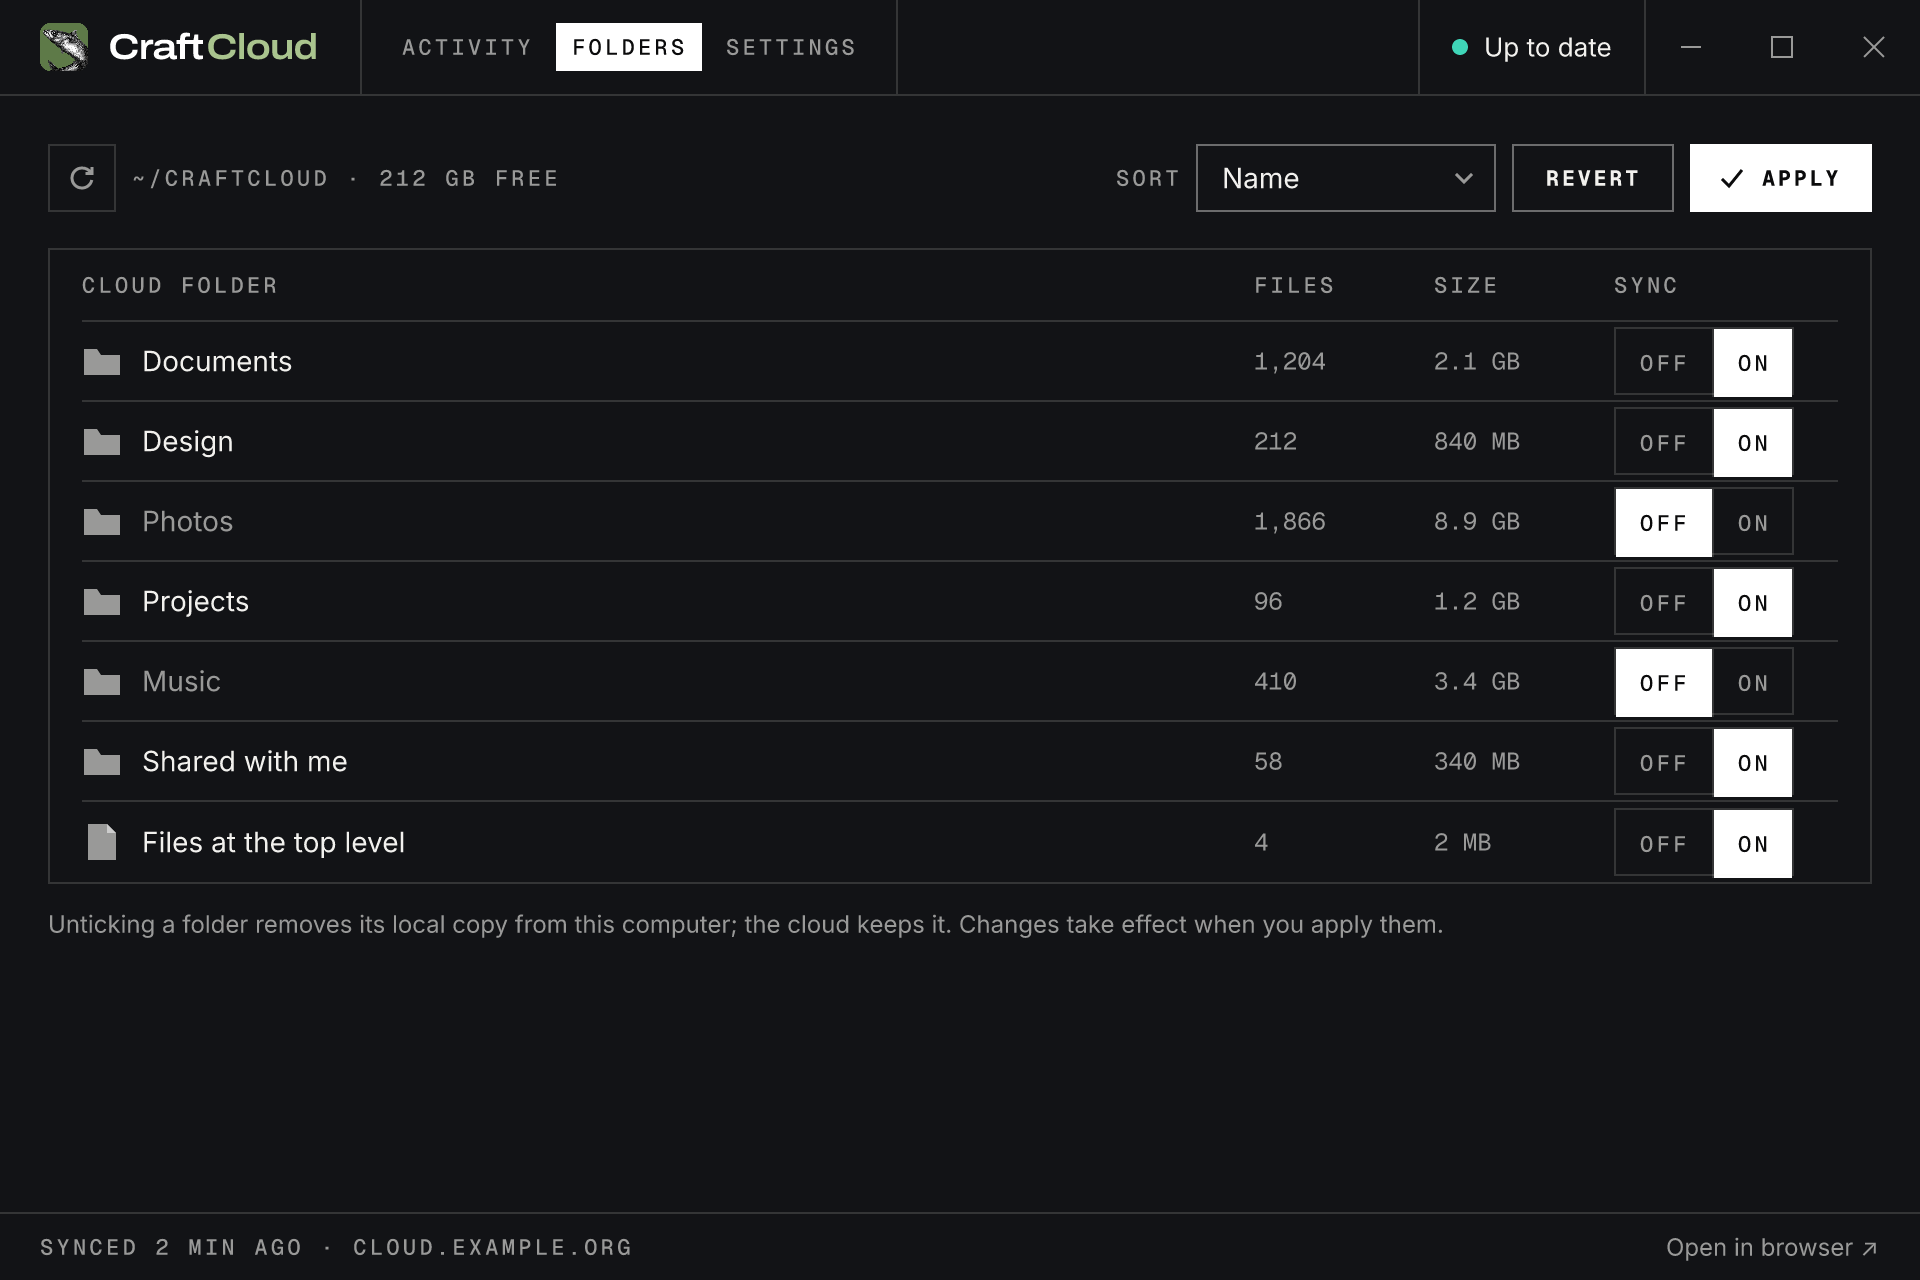 CraftCloud
ACTIVITY FOLDERS SETTINGS
Up to date
~/CRAFTCLOUD · 212 GB FREE
SORT Name REVERT APPLY
CLOUD FOLDER FILES SIZE SYNC
Documents 1,204 2.1 GB OFF ON
Design 212 840 MB OFF ON
Photos 1,866 8.9 GB OFF ON
Projects 96 1.2 GB OFF ON
Music 410 3.4 GB OFF ON
Shared with me 58 340 MB OFF ON
Files at the top level 4 2 MB OFF ON
Unticking a folder removes its local copy from this computer; the cloud keeps it. Changes take effect when you apply them.
SYNCED 2 MIN AGO · CLOUD.EXAMPLE.ORG
Open in browser ↗